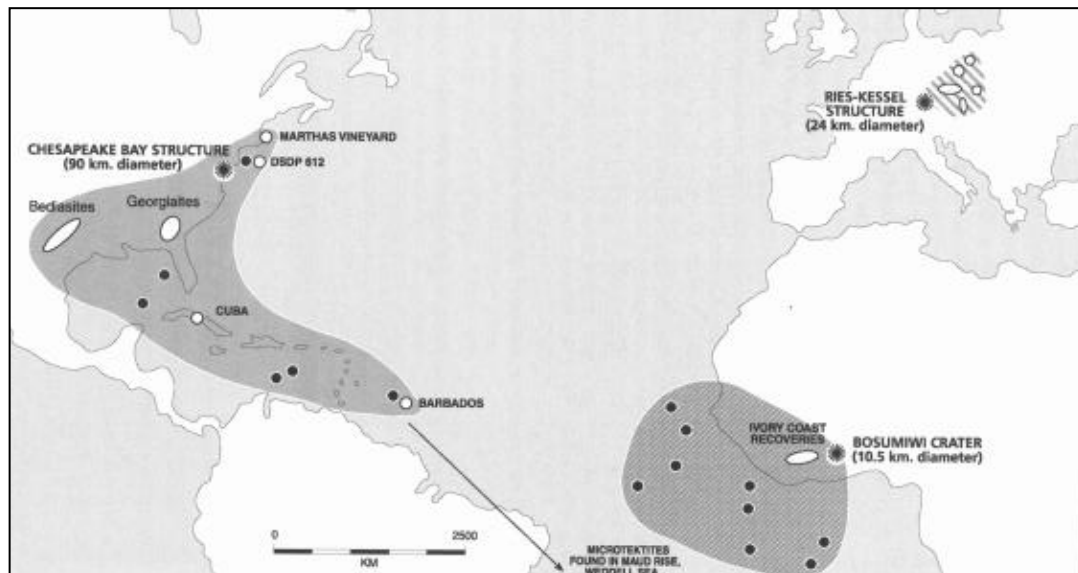 MARTHAS VINEYARD
CHESAPEAKE BAY STRUCTURE
(90 km. diameter)
DSDP 612
Bediasites
Georgiaites
CUBA
BARBADOS
RIES-KESSEL
STRUCTURE
(24 km. diameter)
IVORY COAST
RECOVERIES
BOSUMIWI CRATER
(10.5 km. diameter)
0
2500
KM
MICROTEKTITES
FOUND IN MAUD RISE,
WEDDELL SEA